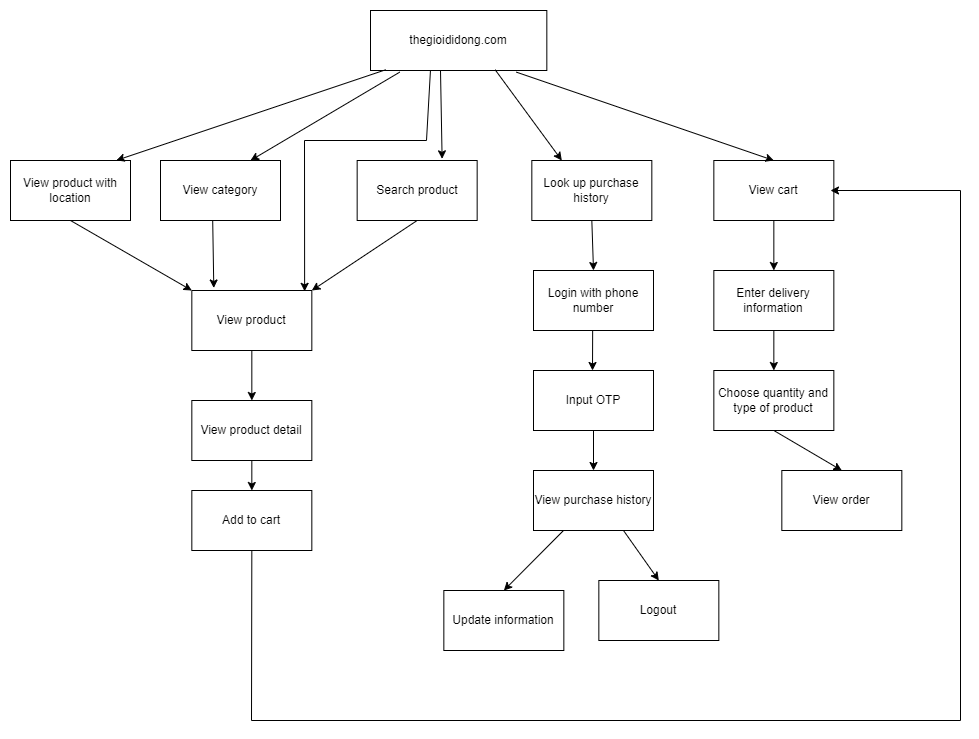 thegioididong.com
View product with
location
View category
Search product
Look up purchase
history
View cart
View product
Login with phone
number
Enter delivery
information
View product detail
Input OTP
Choose quantity and
type of product
Add to cart
View purchase history
View order
Update information
Logout